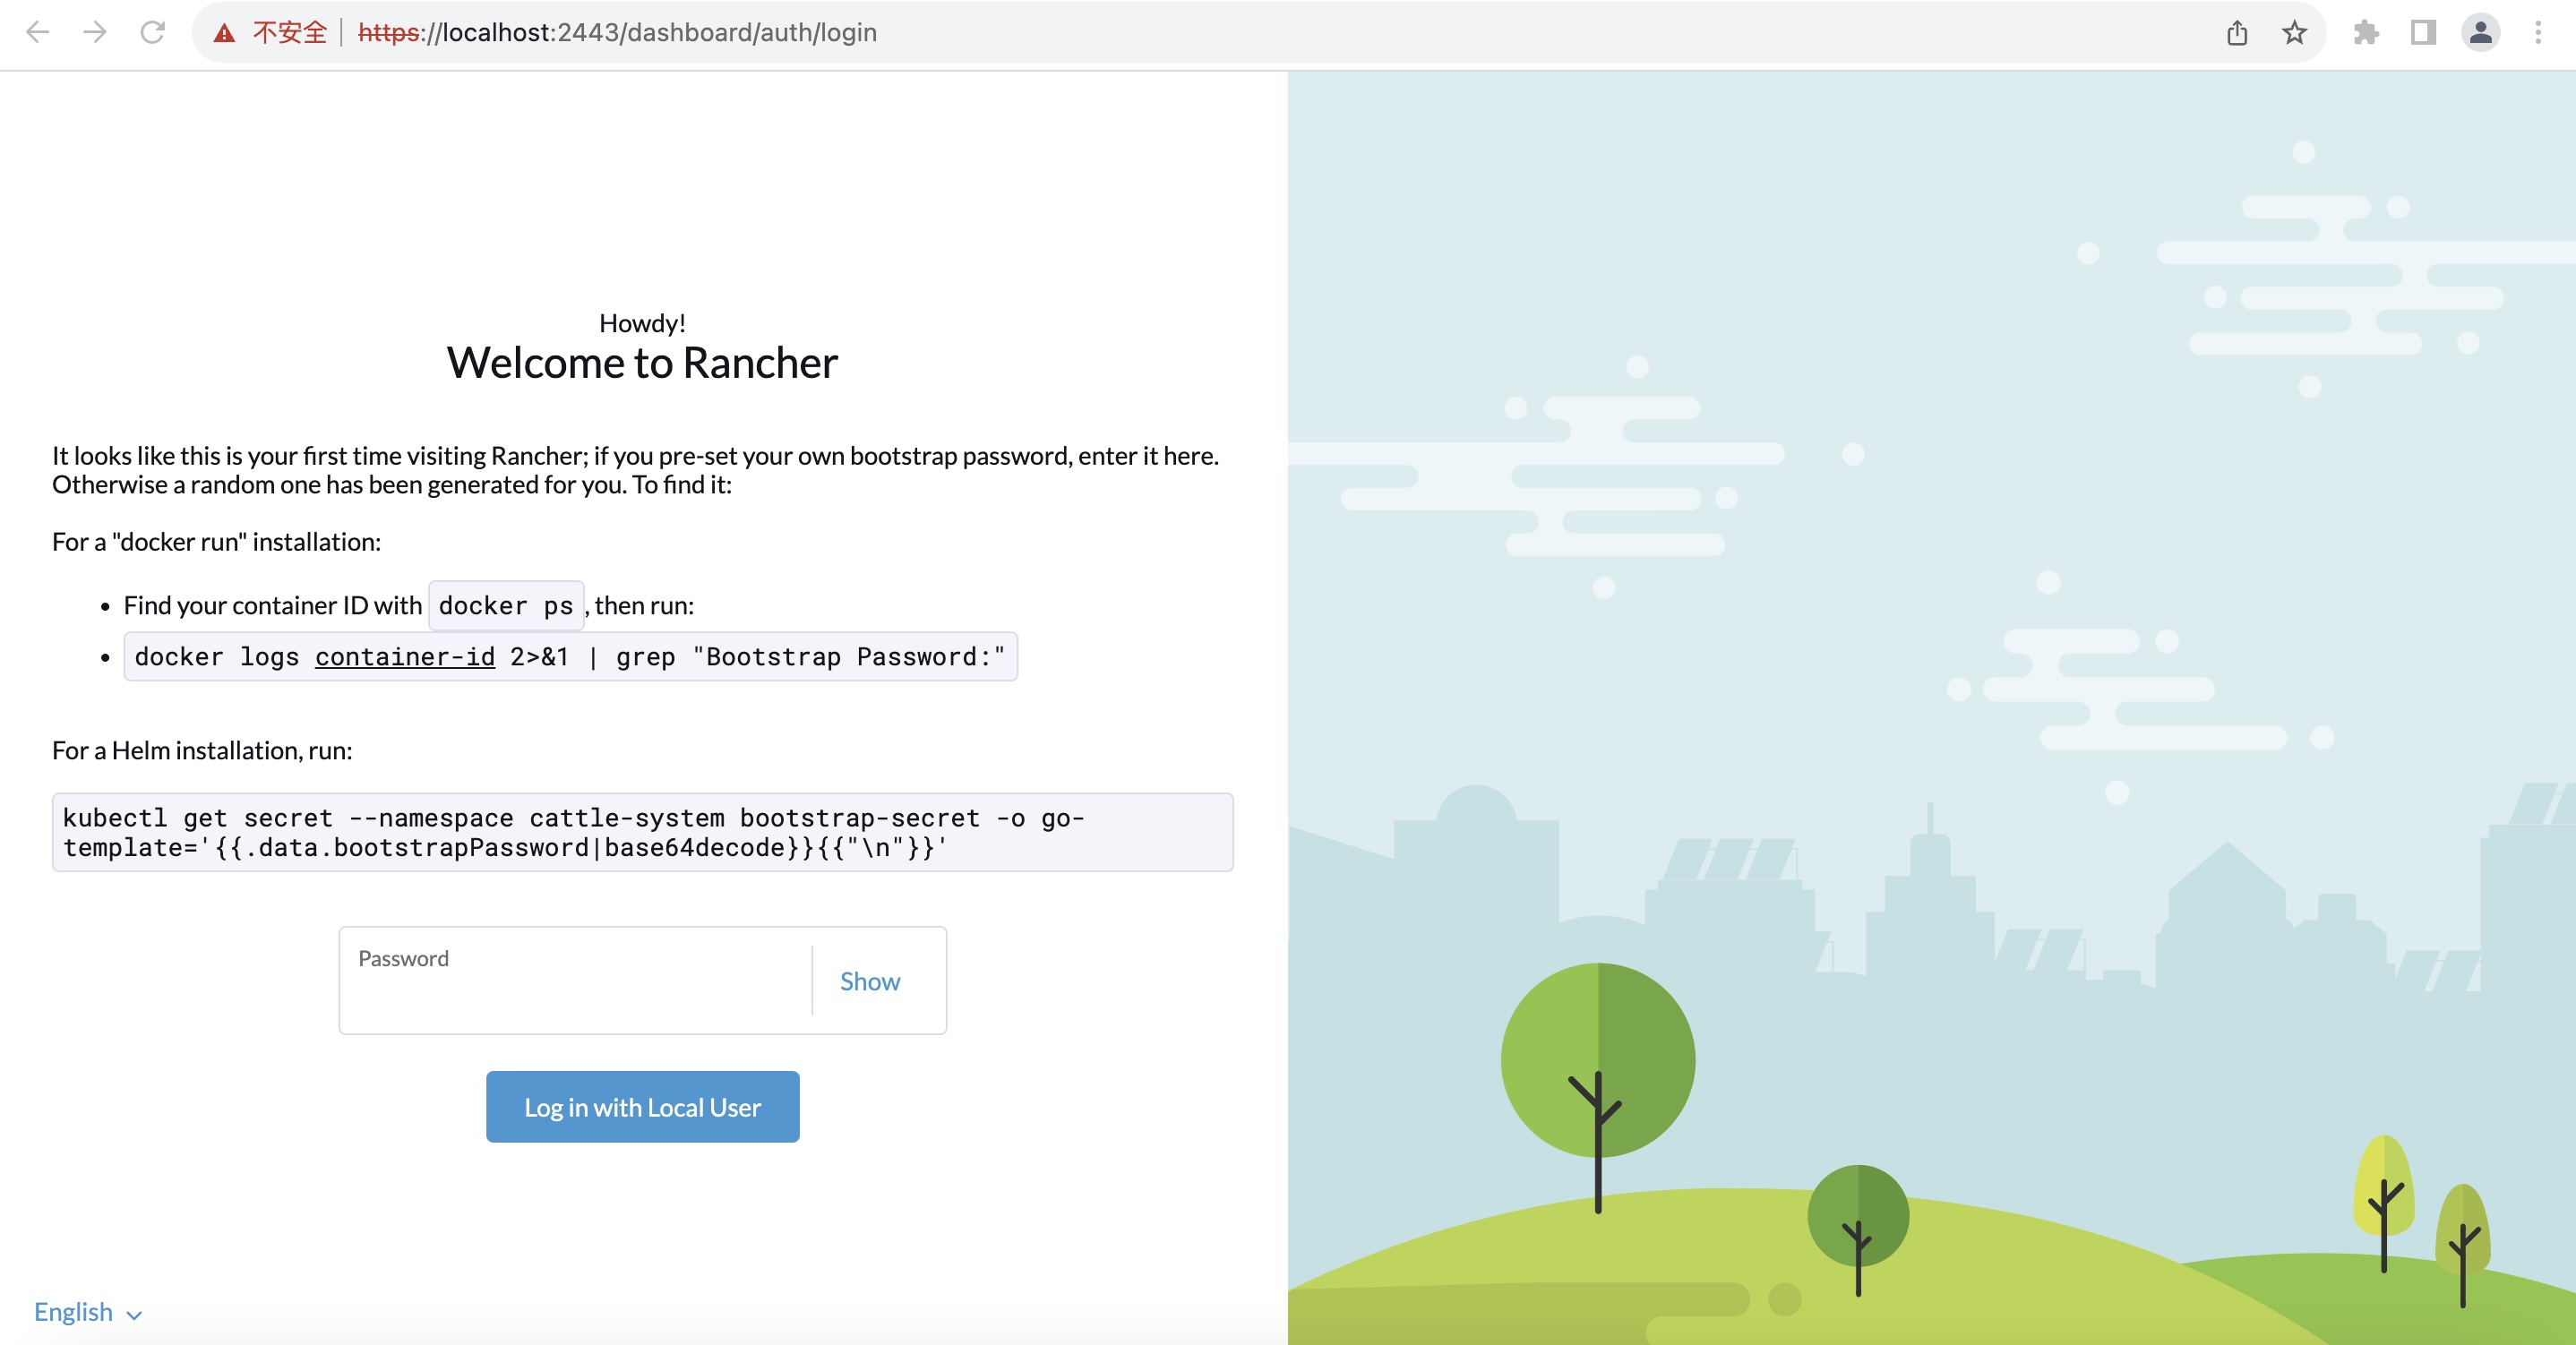 不安全 | https://localhost:2443/dashboard/auth/login
Howdy!
Welcome to Rancher
It looks like this is your first time visiting Rancher; if you pre-set your own bootstrap password, enter it here.
Otherwise a random one has been generated for you. To find it:
For a "docker run" installation:
• Find your container ID with docker ps, then run:
• docker logs container-id 2>&1 | grep "Bootstrap Password:"
For a Helm installation, run:
kubectl get secret --namespace cattle-system bootstrap-secret -o go-
template='{{.data.bootstrapPassword|base64decode}}{{"\n"}}'
Password
Show
Log in with Local User
English